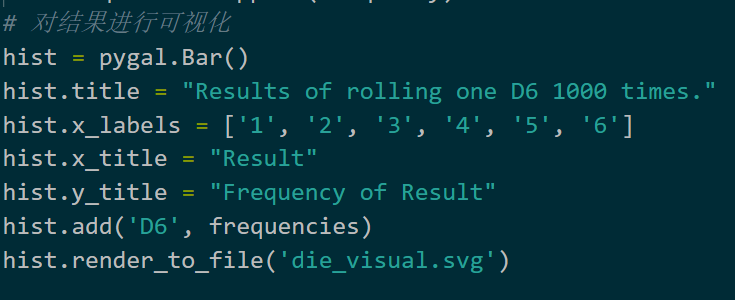 # 对结果进行可视化
hist = pygal.Bar()
hist.title = "Results of rolling one D6 1000 times."
hist.x_labels = ['1', '2', '3', '4', '5', '6']
hist.x_title = "Result"
hist.y_title = "Frequency of Result"
hist.add('D6', frequencies)
hist.render_to_file('die_visual.svg')